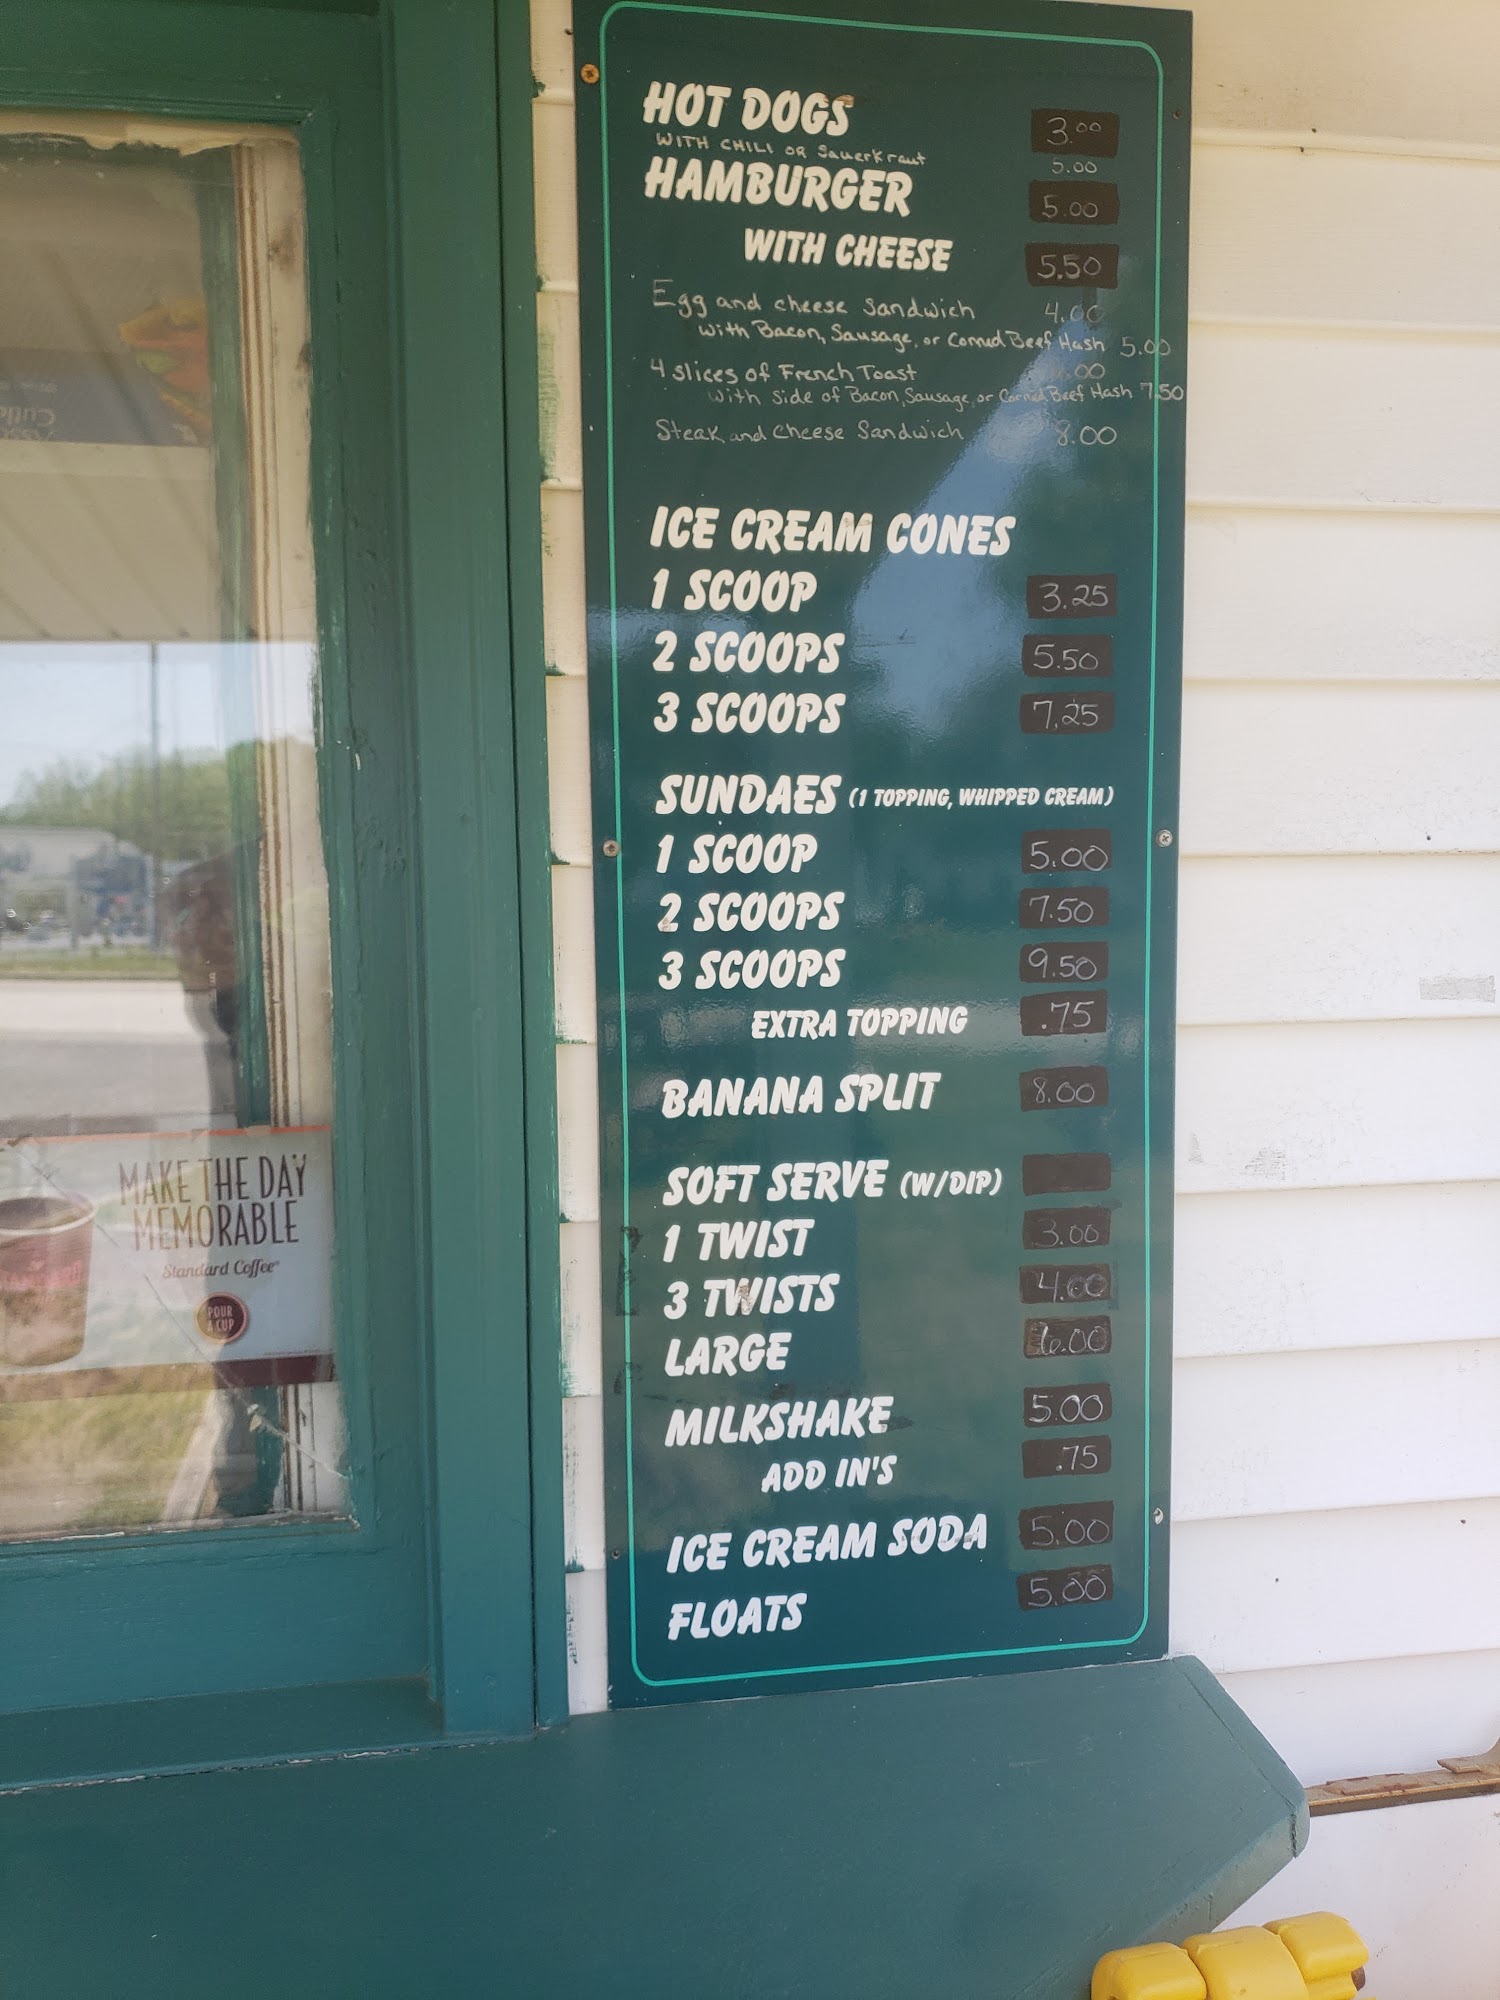 HOT DOGS 3.00
WITH CHILI OR Sauerkraut 5.00
HAMBURGER 5.00
WITH CHEESE 5.50
Egg and cheese Sandwich 4.00
with Bacon, Sausage, or Corned Beef Hash 5.00
4 slices of French Toast .00
with side of Bacon, Sausage, or Corned Beef Hash 7.50
Steak and Cheese Sandwich 8.00
ICE CREAM CONES
1 SCOOP 3.25
2 SCOOPS 5.50
3 SCOOPS 7.25
SUNDAES (1 TOPPING, WHIPPED CREAM)
1 SCOOP 5.00
2 SCOOPS 7.50
3 SCOOPS 9.50
EXTRA TOPPING .75
BANANA SPLIT 8.00
SOFT SERVE (W/DIP)
1 TWIST 3.00
3 TWISTS 4.00
LARGE 6.00
MILKSHAKE 5.00
ADD IN'S .75
ICE CREAM SODA 5.00
FLOATS 5.00
MAKE THE DAY
MEMORABLE
Standard Coffee
POUR
A CUP